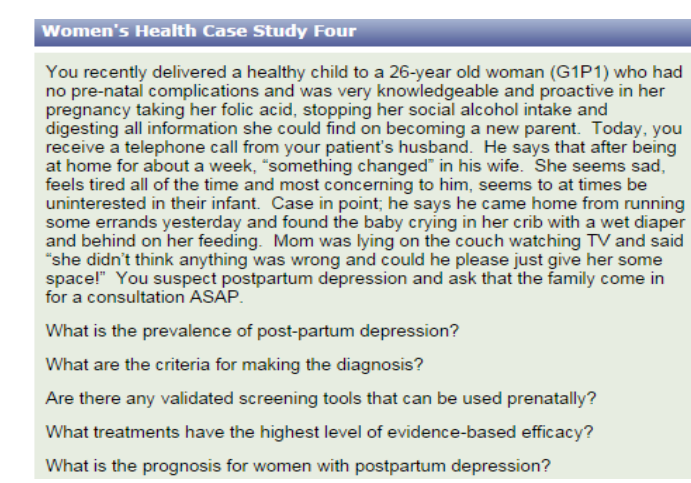 Women's Health Case Study Four
You recently delivered a healthy child to a 26-year old woman (G1P1) who had
no pre-natal complications and was very knowledgeable and proactive in her
pregnancy taking her folic acid, stopping her social alcohol intake and
digesting all information she could find on becoming a new parent.  Today, you
receive a telephone call from your patient's husband.  He says that after being
at home for about a week, “something changed” in his wife.  She seems sad,
feels tired all of the time and most concerning to him, seems to at times be
uninterested in their infant.  Case in point; he says he came home from running
some errands yesterday and found the baby crying in her crib with a wet diaper
and behind on her feeding.  Mom was lying on the couch watching TV and said
“she didn’t think anything was wrong and could he please just give her some
space!”  You suspect postpartum depression and ask that the family come in
for a consultation ASAP.
What is the prevalence of post-partum depression?
What are the criteria for making the diagnosis?
Are there any validated screening tools that can be used prenatally?
What treatments have the highest level of evidence-based efficacy?
What is the prognosis for women with postpartum depression?